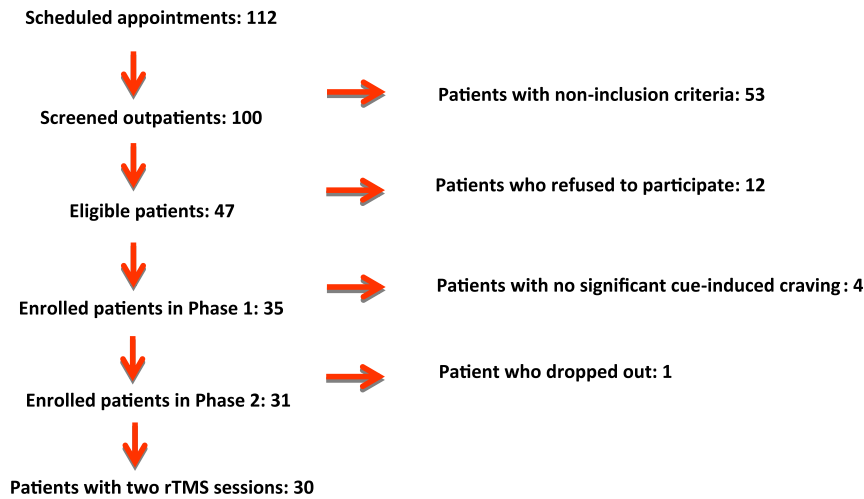 Scheduled appointments: 112
Patients with non-inclusion criteria: 53
Screened outpatients: 100
Patients who refused to participate: 12
Eligible patients: 47
Patients with no significant cue-induced craving : 4
Enrolled patients in Phase 1: 35
Patient who dropped out: 1
Enrolled patients in Phase 2: 31
Patients with two rTMS sessions: 30